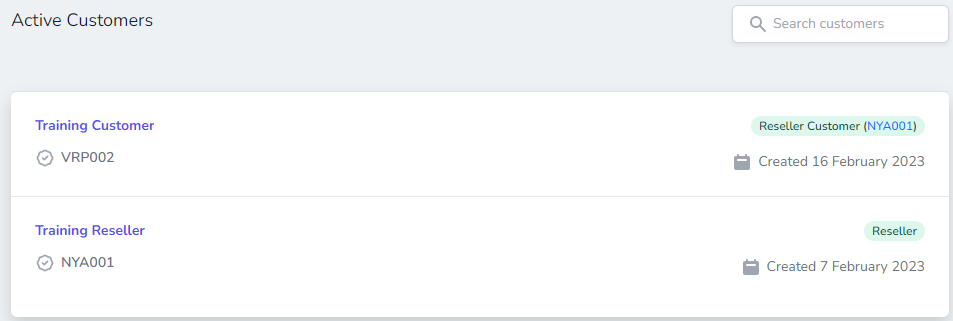 Active Customers
Search customers
Training Customer
Reseller Customer (NYA001)
VRP002
Created 16 February 2023
Training Reseller
Reseller
NYA001
Created 7 February 2023